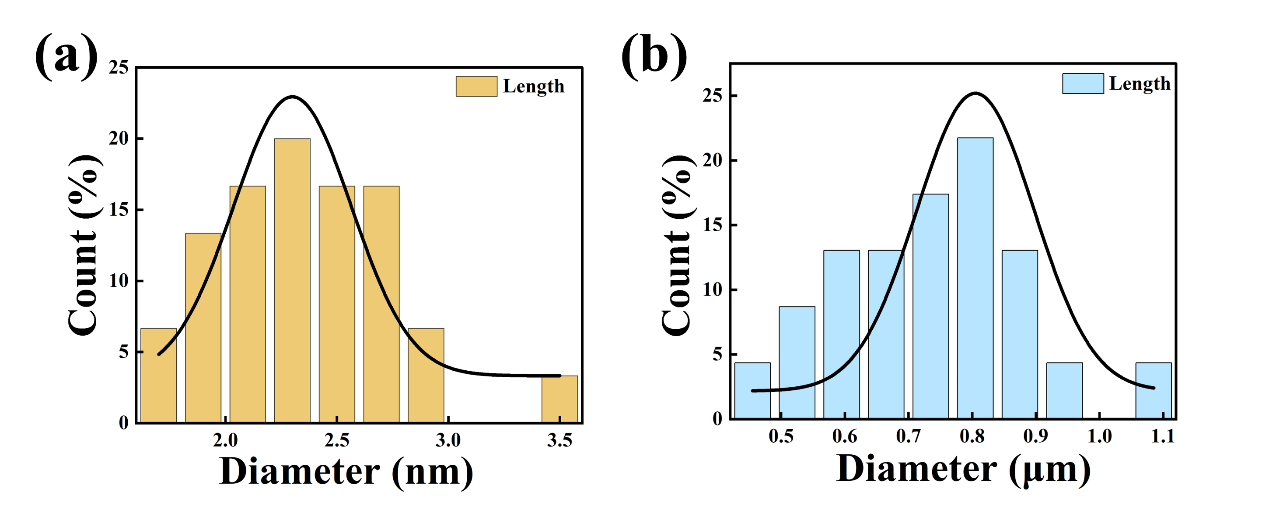 (a)
25
20
15
10
5
0
Count (%)
Length
2.0 2.5 3.0 3.5
Diameter (nm)
(b)
25
20
15
10
5
0
Count (%)
Length
0.5 0.6 0.7 0.8 0.9 1.0 1.1
Diameter (μm)